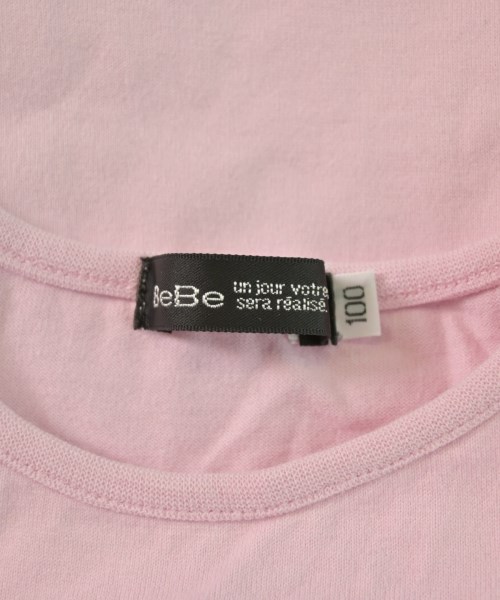 BeBe
un jour votre
sera réalisé.
100